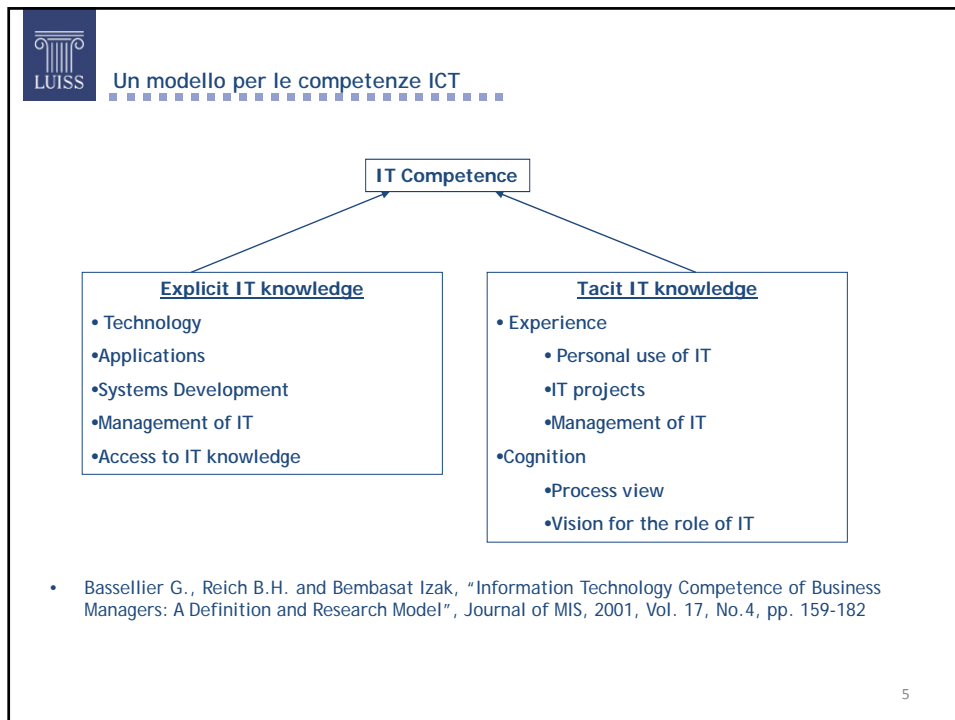 LUISS
Un modello per le competenze ICT
IT Competence
Explicit IT knowledge
• Technology
•Applications
•Systems Development
•Management of IT
•Access to IT knowledge
Tacit IT knowledge
• Experience
• Personal use of IT
•IT projects
•Management of IT
•Cognition
•Process view
•Vision for the role of IT
• Bassellier G., Reich B.H. and Bembasat Izak, “Information Technology Competence of Business
Managers: A Definition and Research Model”, Journal of MIS, 2001, Vol. 17, No.4, pp. 159-182
5